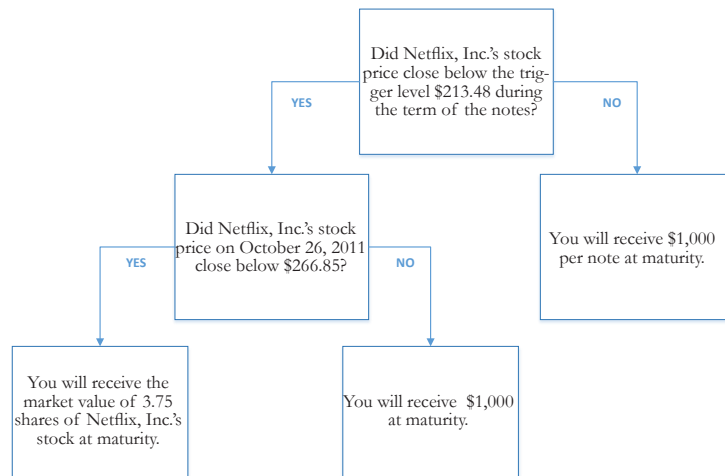 Did Netflix, Inc.'s stock
price close below the trig-
ger level $213.48 during
the term of the notes?
YES
NO
Did Netflix, Inc.'s stock
price on October 26, 2011
close below $266.85?
You will receive $1,000
per note at maturity.
YES
NO
You will receive the
market value of 3.75
shares of Netflix, Inc.'s
stock at maturity.
You will receive $1,000
at maturity.